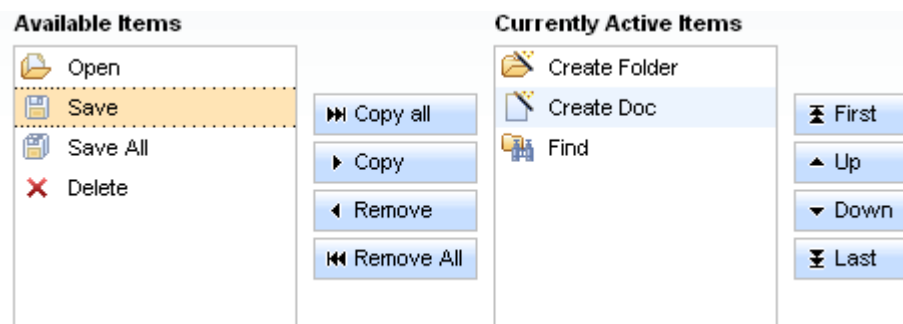 Available Items
Open
Save
Save All
Delete
Copy all
Copy
Remove
Remove All
Currently Active Items
Create Folder
Create Doc
Find
First
Up
Down
Last